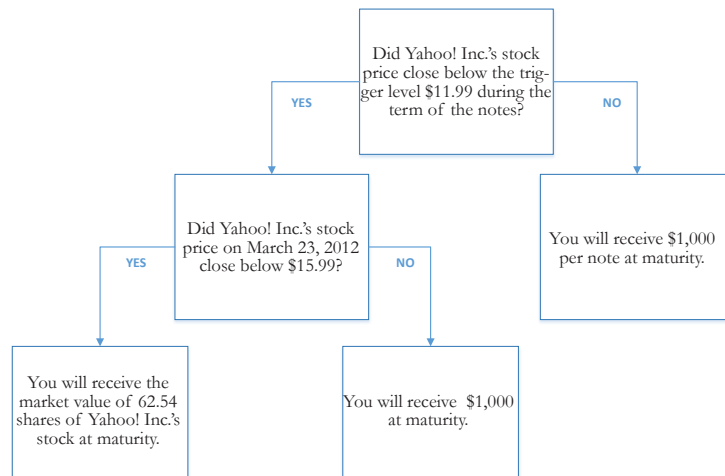 Did Yahoo! Inc.'s stock
price close below the trig-
ger level $11.99 during the
term of the notes?
YES
NO
Did Yahoo! Inc.'s stock
price on March 23, 2012
close below $15.99?
You will receive $1,000
per note at maturity.
YES
NO
You will receive the
market value of 62.54
shares of Yahoo! Inc.'s
stock at maturity.
You will receive $1,000
at maturity.